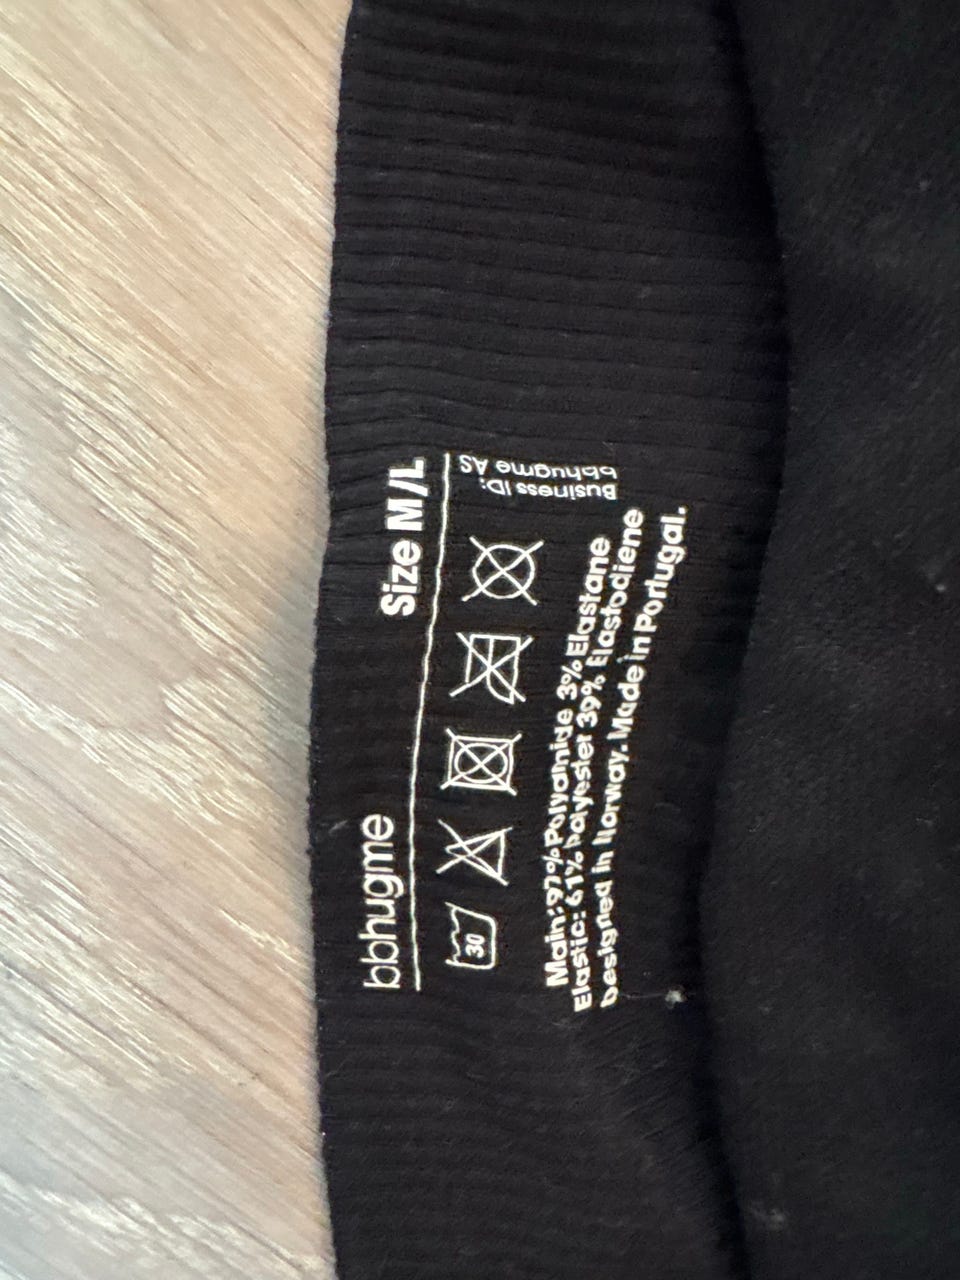 bbhugme Size M/L
30
Business ID:
bbhugme AS
Main: 97% Polyamide 3% Elastane
Elastic: 61% Polyester 39% Elastodiene
Designed in Norway. Made in Portugal.